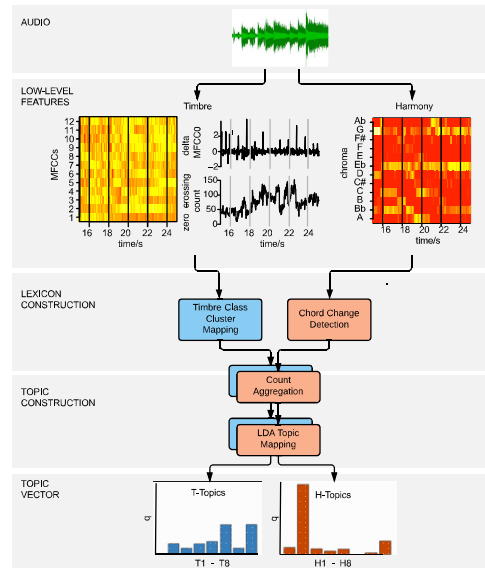 AUDIO
LOW-LEVEL
FEATURES
Timbre
Harmony
MFCCs
12
11
10
9
8
7
6
5
4
3
2
1
16 18 20 22 24
time/s
delta
MFCC0
2
0
−2
zero crossing
count
150
100
50
0
16 18 20 22 24
time/s
chroma
Ab
G
F#
F
E
Eb
D
C#
C
B
Bb
A
16 18 20 22 24
time/s
LEXICON
CONSTRUCTION
Timbre Class
Cluster
Mapping
Chord Change
Detection
TOPIC
CONSTRUCTION
Count
Aggregation
LDA Topic
Mapping
TOPIC
VECTOR
T-Topics
q
T1 - T8
H-Topics
q
H1 - H8